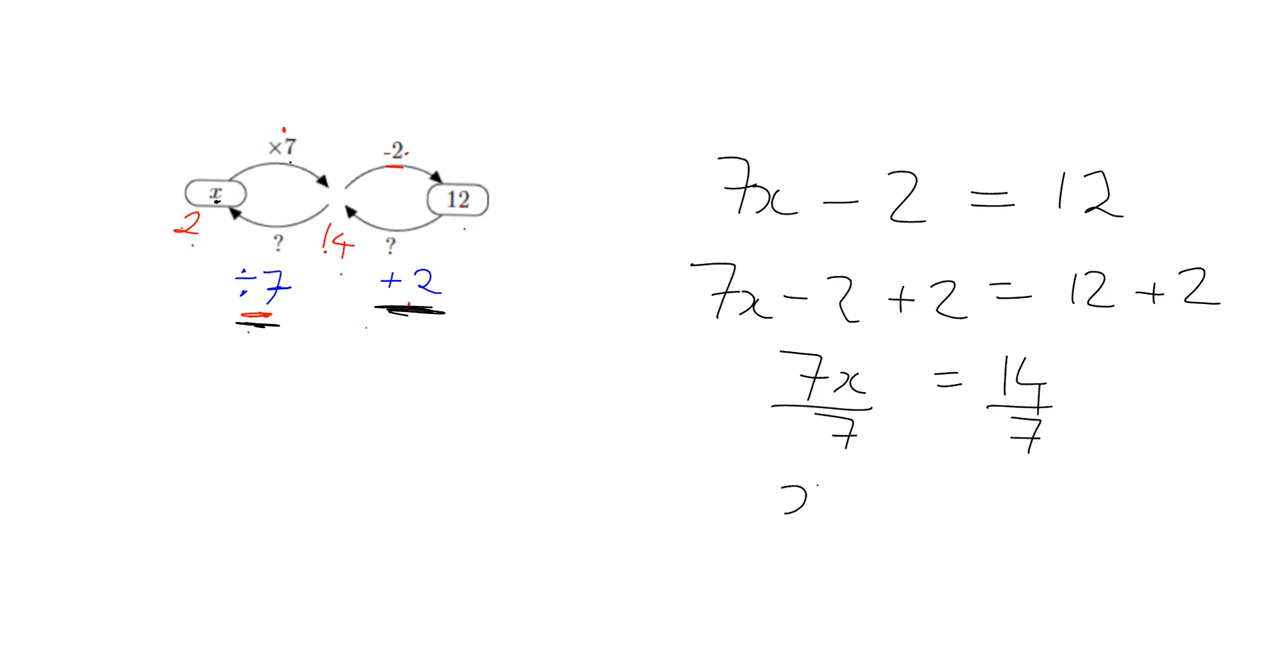 ×7 -2.
x 12
2 ? 14 ?
÷7 +2
7x - 2 = 12
7x - 2 + 2 = 12 + 2
7x = 14
7 7